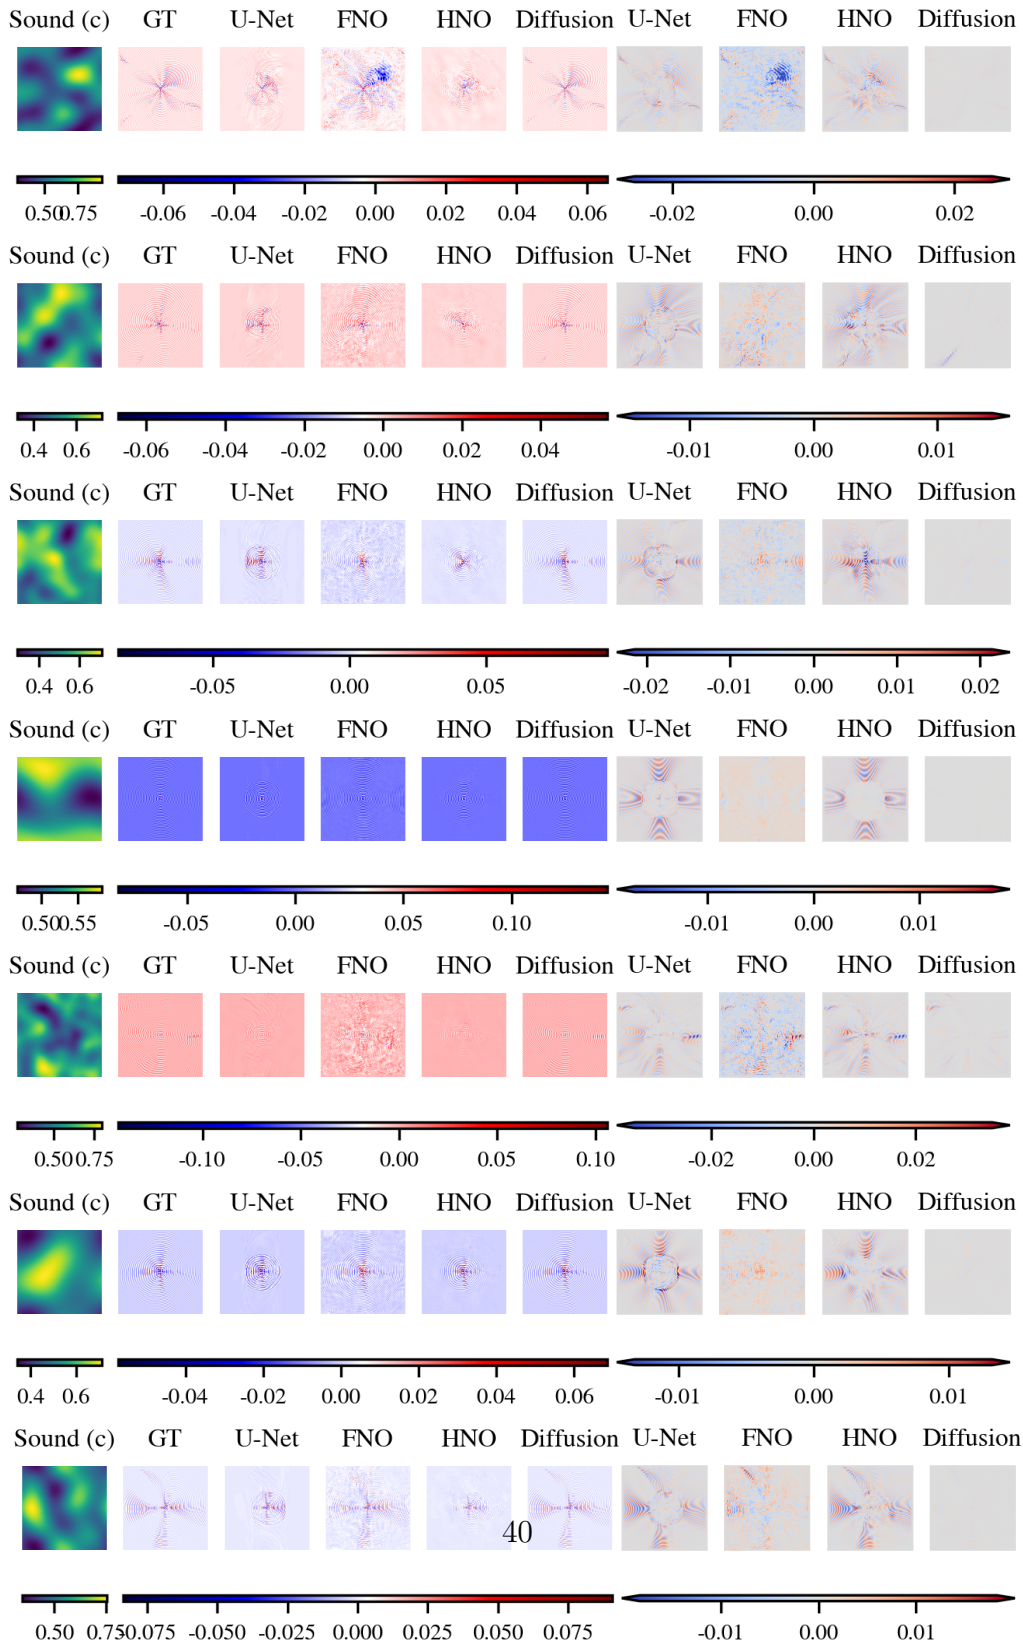 Sound (c) GT U-Net FNO HNO Diffusion U-Net FNO HNO Diffusion
0.50 0.75 -0.06 -0.04 -0.02 0.00 0.02 0.04 0.06 -0.02 0.00 0.02
Sound (c) GT U-Net FNO HNO Diffusion U-Net FNO HNO Diffusion
0.4 0.6 -0.06 -0.04 -0.02 0.00 0.02 0.04 -0.01 0.00 0.01
Sound (c) GT U-Net FNO HNO Diffusion U-Net FNO HNO Diffusion
0.4 0.6 -0.05 0.00 0.05 -0.02 -0.01 0.00 0.01 0.02
Sound (c) GT U-Net FNO HNO Diffusion U-Net FNO HNO Diffusion
0.50 0.55 -0.05 0.00 0.05 0.10 -0.01 0.00 0.01
Sound (c) GT U-Net FNO HNO Diffusion U-Net FNO HNO Diffusion
0.50 0.75 -0.10 -0.05 0.00 0.05 0.10 -0.02 0.00 0.02
Sound (c) GT U-Net FNO HNO Diffusion U-Net FNO HNO Diffusion
0.4 0.6 -0.04 -0.02 0.00 0.02 0.04 0.06 -0.01 0.00 0.01
Sound (c) GT U-Net FNO HNO Diffusion U-Net FNO HNO Diffusion
40
0.50 0.75 -0.075 -0.050 -0.025 0.000 0.025 0.050 0.075 -0.01 0.00 0.01